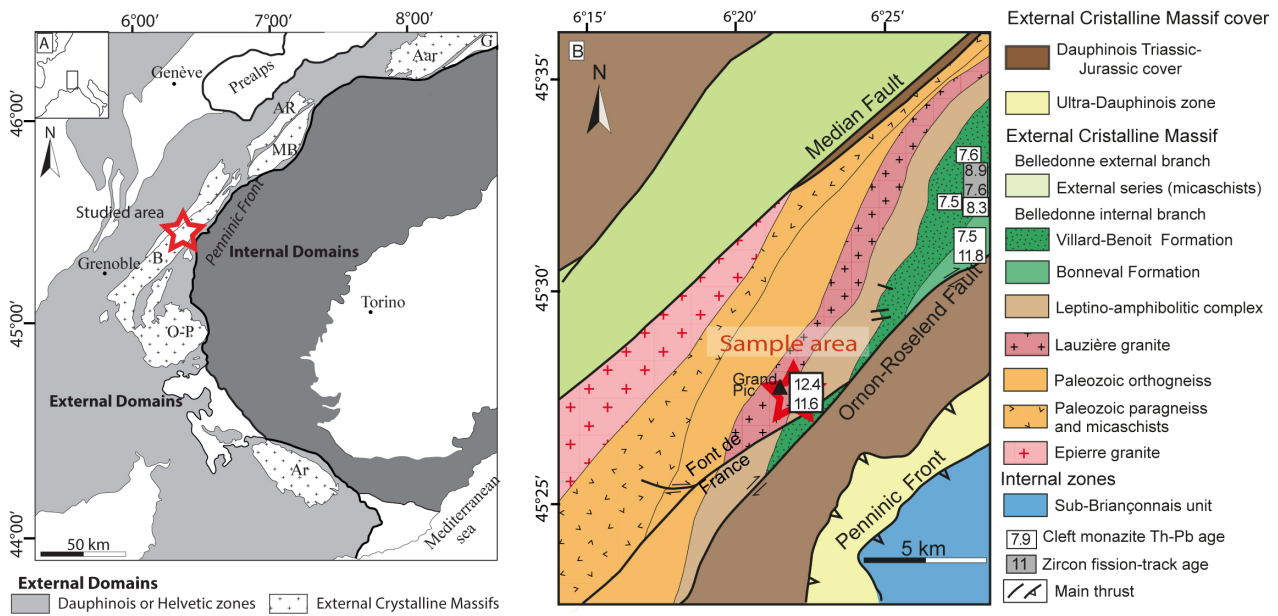 6°00'
7°00'
8°00'
A
Genève
Prealps
Aar
G
46°00'
N
AR
MB
Studied area
Penninic Front
Internal Domains
B
Grenoble
45°00'
O-P
Torino
External Domains
Ar
Mediterranean
sea
44°00'
50 km
External Domains
Dauphinois or Helvetic zones
External Crystalline Massifs
6°15'
6°20'
6°25'
B
45°35'
N
Median Fault
7.6
8.9
7.6
7.5
8.3
7.5
11.8
45°30'
Sample area
Grand
Pic
12.4
11.6
Ornon-Roselend Fault
Font de
France
45°25'
Penninic Front
5 km
External Cristalline Massif cover
Dauphinois Triassic-
Jurassic cover
Ultra-Dauphinois zone
External Cristalline Massif
Belledonne external branch
External series (micaschists)
Belledonne internal branch
Villard-Benoit Formation
Bonneval Formation
Leptino-amphibolitic complex
Lauzière granite
Paleozoic orthogneiss
Paleozoic paragneiss
and micaschists
Epierre granite
Internal zones
Sub-Briançonnais unit
7.9 Cleft monazite Th-Pb age
11 Zircon fission-track age
Main thrust